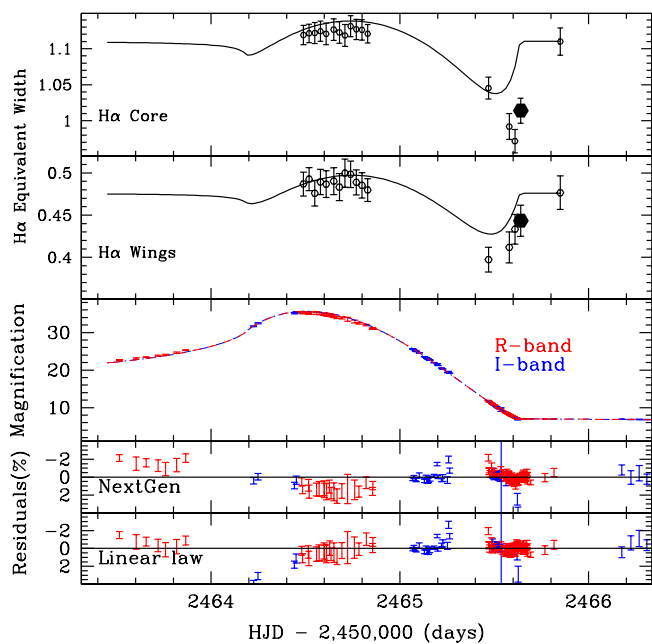 1.1
1.05
1
Hα Core
Hα Equivalent Width
0.5
0.45
0.4
Hα Wings
Magnification
30
20
10
R-band
I-band
Residuals(%)
-2
0
2
NextGen
-2
0
2
Linear law
2464
2465
2466
HJD - 2,450,000 (days)